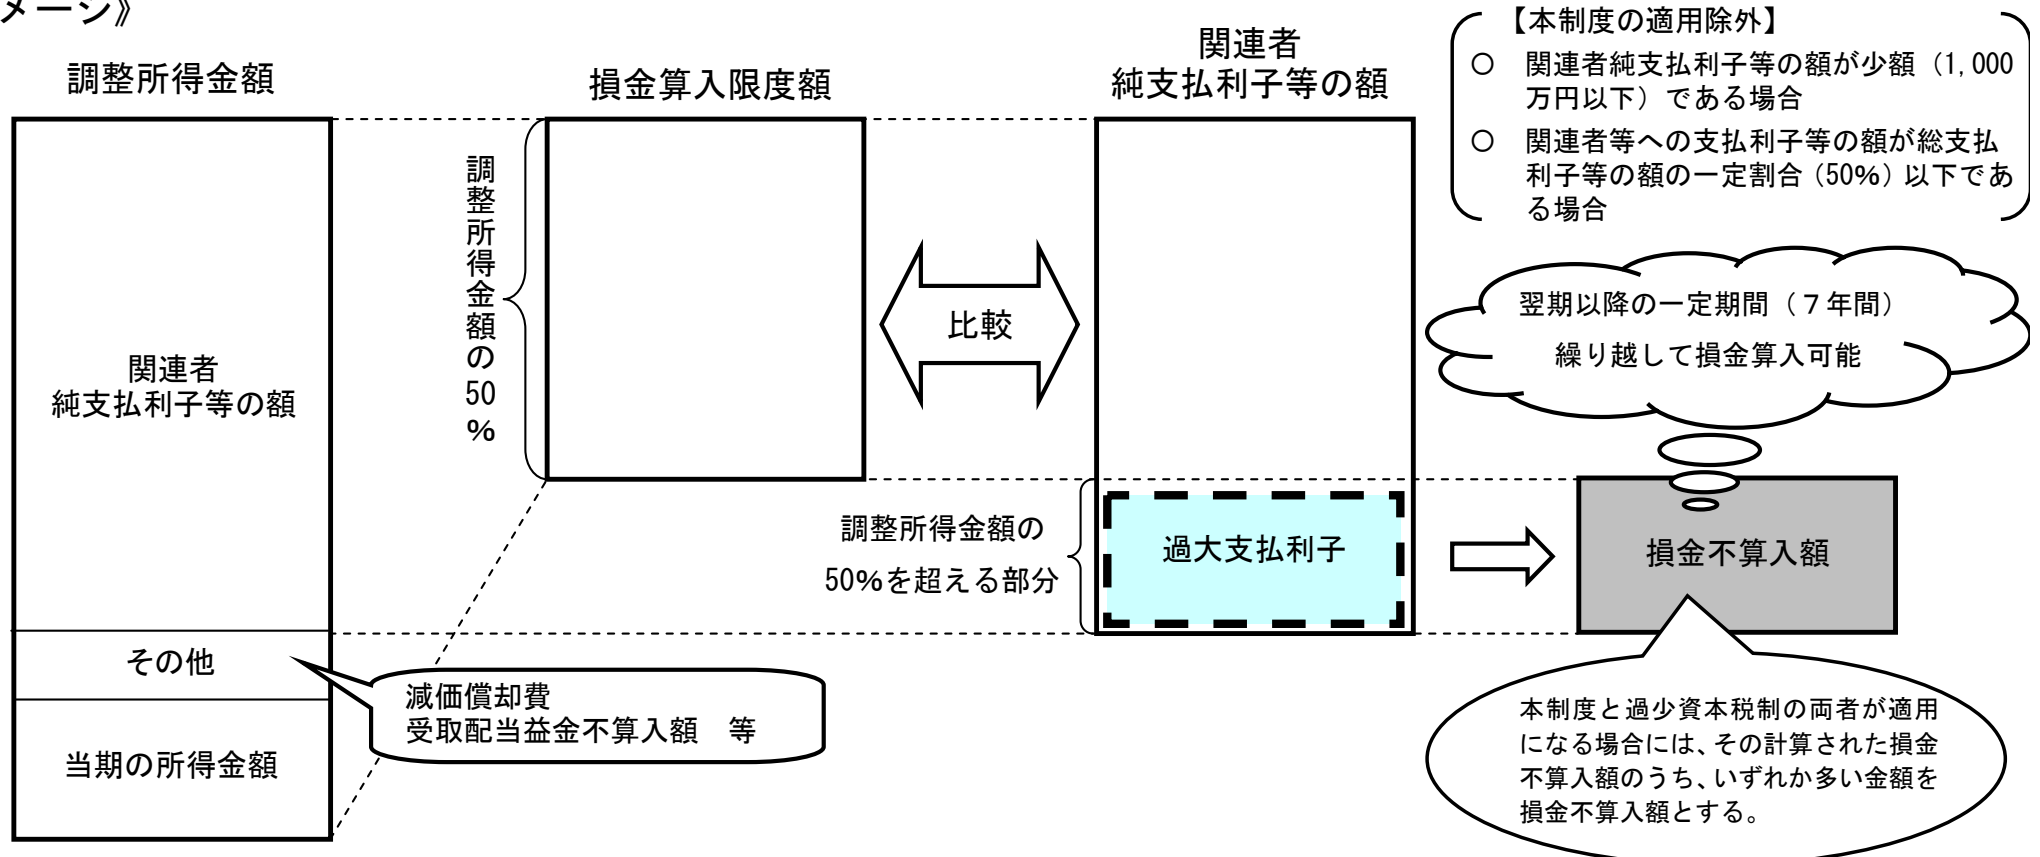 メージ》
調整所得金額
関連者
純支払利子等の額
その他
当期の所得金額
減価償却費
受取配当益金不算入額 等
損金算入限度額
調整所得金額の50%
比較
関連者
純支払利子等の額
調整所得金額の
50%を超える部分
過大支払利子
【本制度の適用除外】
○ 関連者純支払利子等の額が少額(1,000
万円以下)である場合
○ 関連者等への支払利子等の額が総支払
利子等の額の一定割合(50%)以下であ
る場合
翌期以降の一定期間(7年間)
繰り越して損金算入可能
損金不算入額
本制度と過少資本税制の両者が適用
になる場合には、その計算された損金
不算入額のうち、いずれか多い金額を
損金不算入額とする。